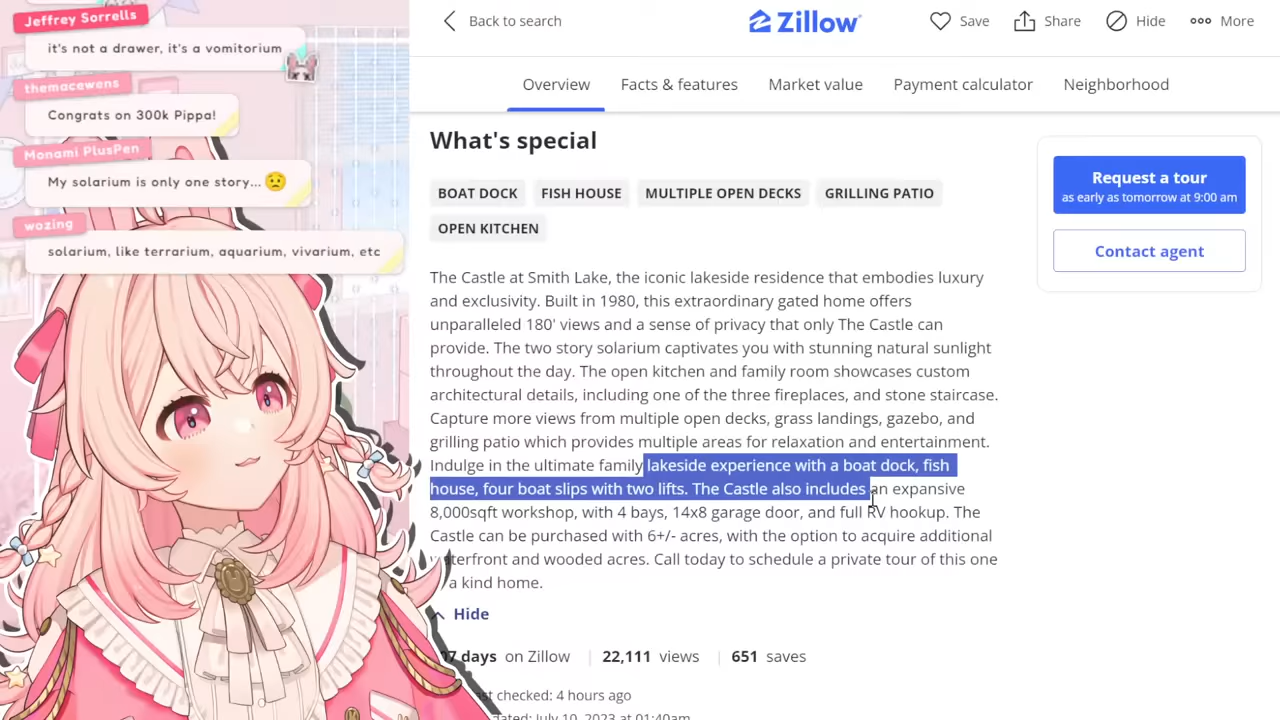 Jeffrey Sorrells
it's not a drawer, it's a vomitorium
themacewens
Congrats on 300k Pippa!
Monami PlusPen
My solarium is only one story...😟
wozing
solarium, like terrarium, aquarium, vivarium, etc
Back to search
Zillow
Save
Share
Hide
More
Overview
Facts & features
Market value
Payment calculator
Neighborhood
What's special
BOAT DOCK
FISH HOUSE
MULTIPLE OPEN DECKS
GRILLING PATIO
OPEN KITCHEN
The Castle at Smith Lake, the iconic lakeside residence that embodies luxury
and exclusivity. Built in 1980, this extraordinary gated home offers
unparalleled 180' views and a sense of privacy that only The Castle can
provide. The two story solarium captivates you with stunning natural sunlight
throughout the day. The open kitchen and family room showcases custom
architectural details, including one of the three fireplaces, and stone staircase.
Capture more views from multiple open decks, grass landings, gazebo, and
grilling patio which provides multiple areas for relaxation and entertainment.
Indulge in the ultimate family lakeside experience with a boat dock, fish
house, four boat slips with two lifts. The Castle also includes an expansive
8,000sqft workshop, with 4 bays, 14x8 garage door, and full RV hookup. The
Castle can be purchased with 6+/- acres, with the option to acquire additional
waterfront and wooded acres. Call today to schedule a private tour of this one
a kind home.
Hide
days on Zillow
22,111 views
651 saves
checked: 4 hours ago
July 10, 2023 at 01:40am
Request a tour
as early as tomorrow at 9:00 am
Contact agent